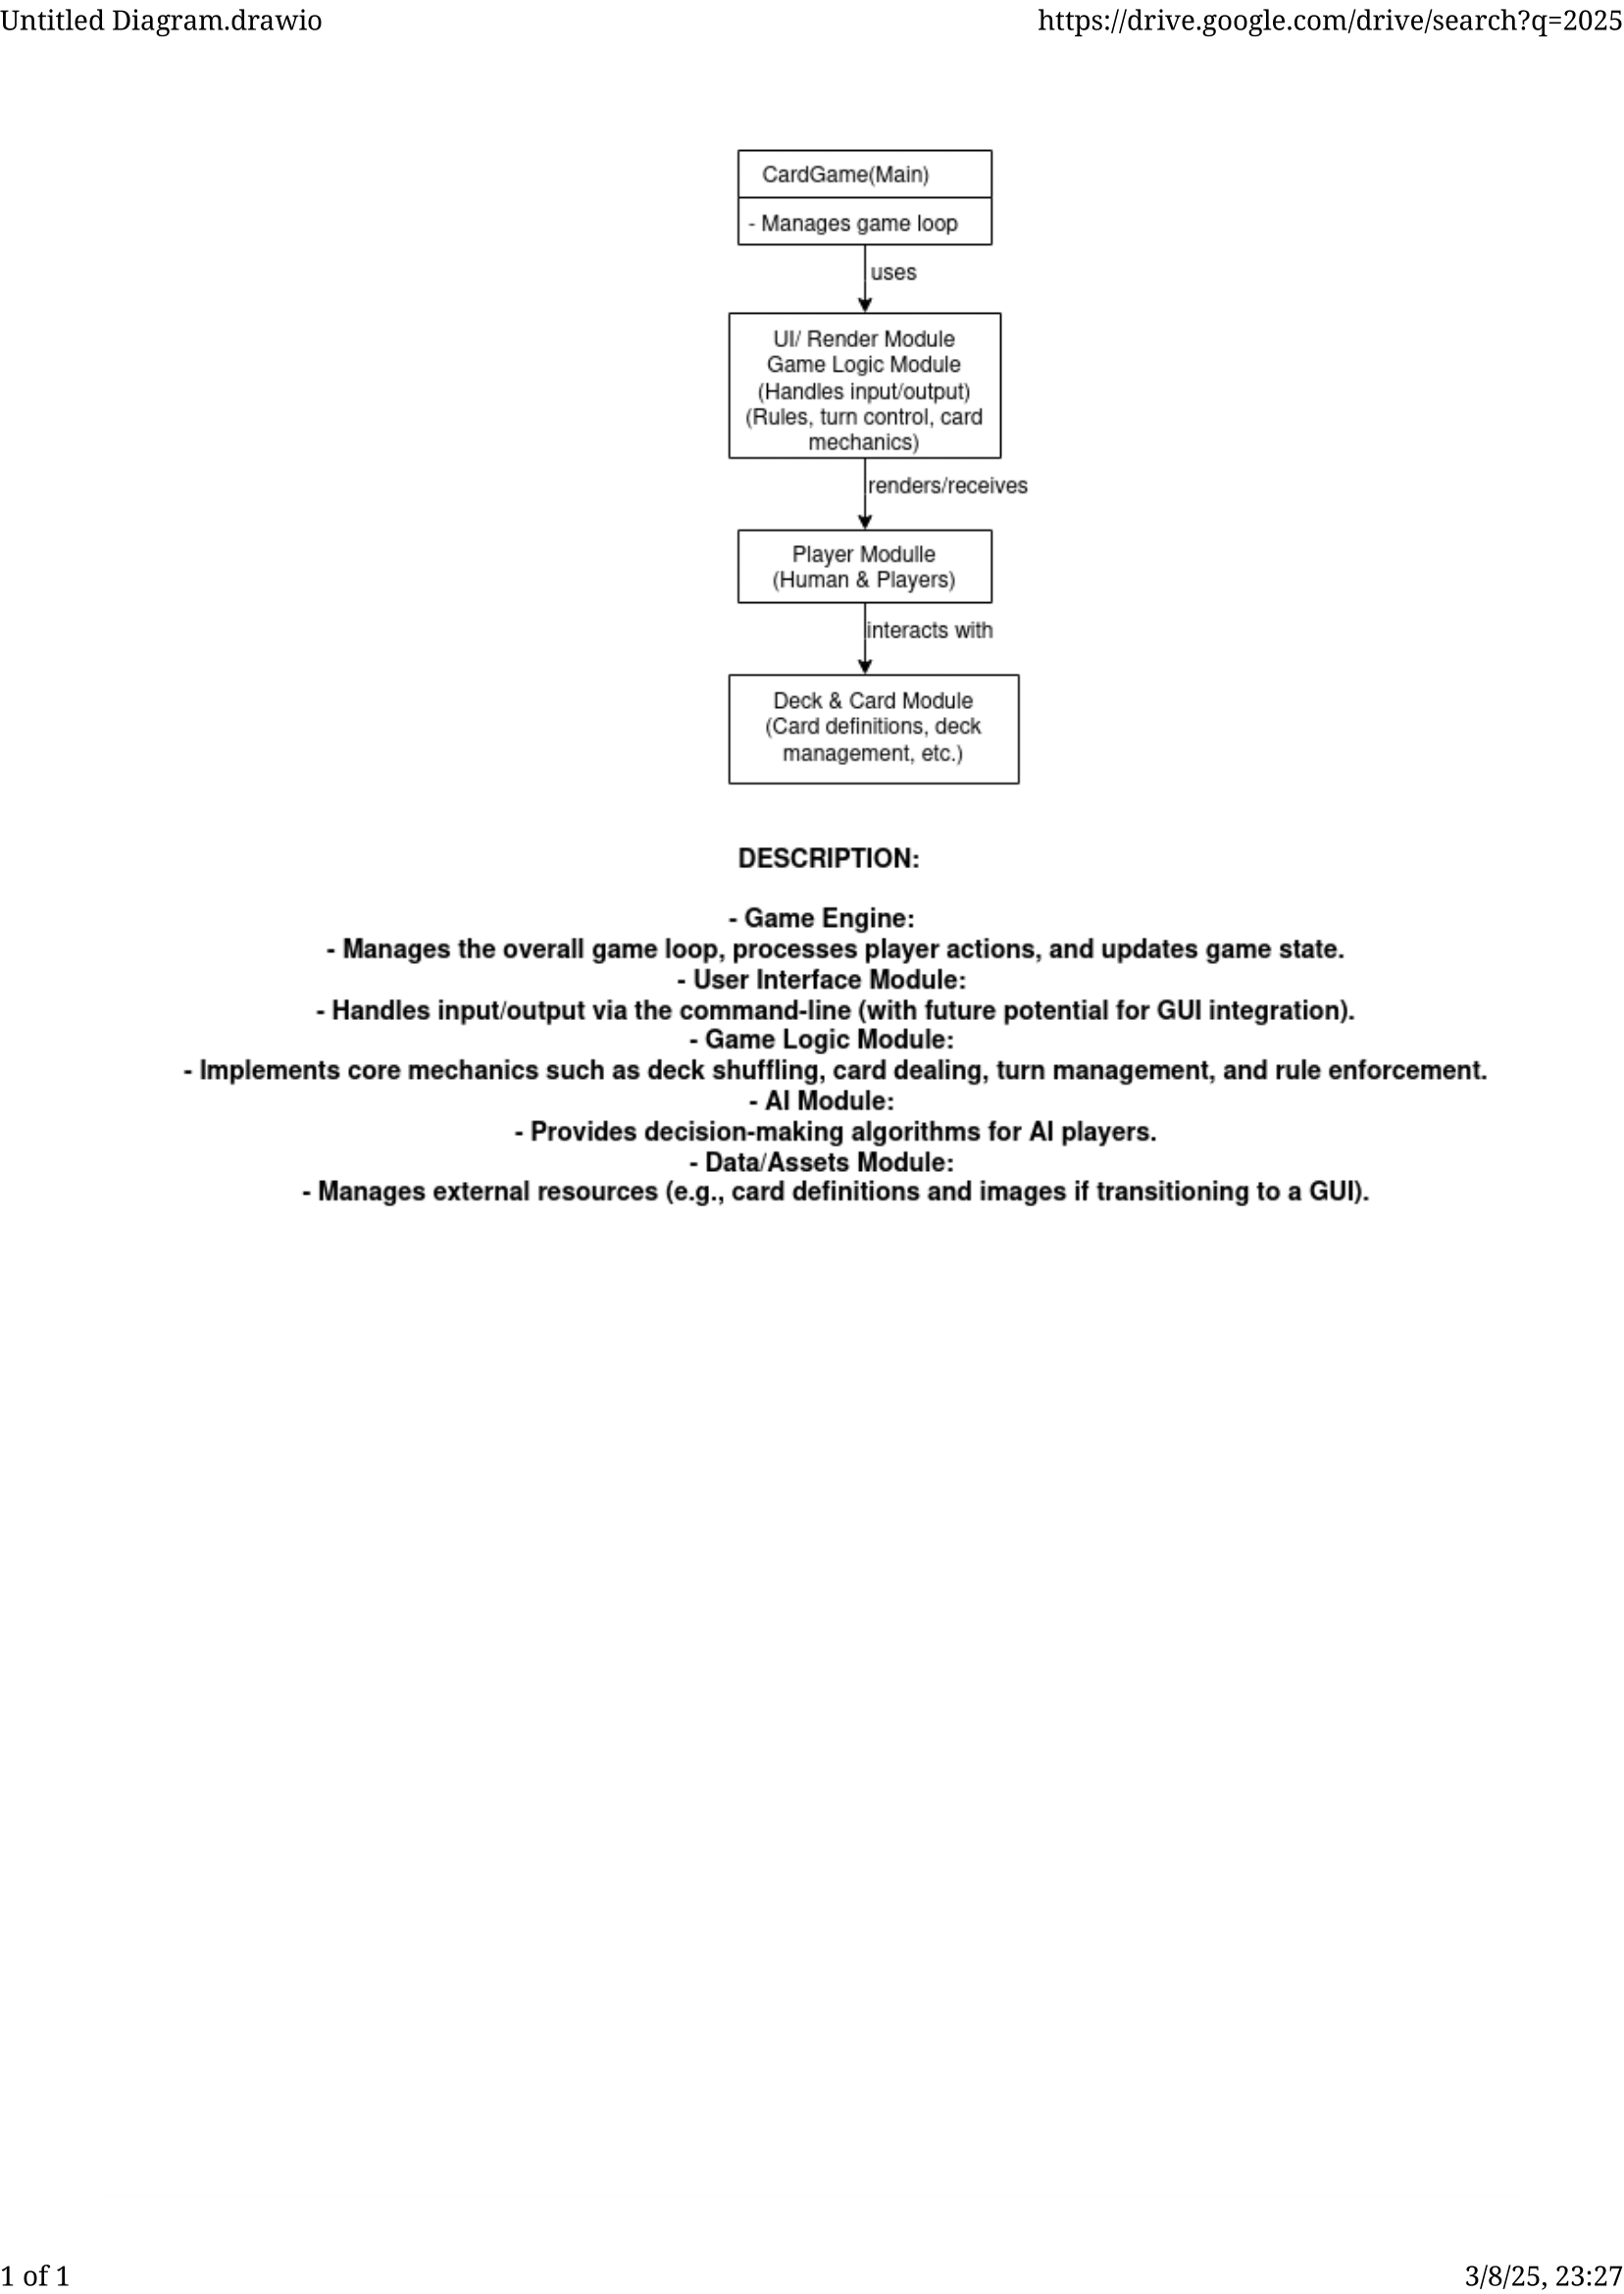 Untitled Diagram.drawio
https://drive.google.com/drive/search?q=2025
CardGame(Main)
- Manages game loop
uses
UI/ Render Module
Game Logic Module
(Handles input/output)
(Rules, turn control, card
mechanics)
renders/receives
Player Modulle
(Human & Players)
interacts with
Deck & Card Module
(Card definitions, deck
management, etc.)
DESCRIPTION:
- Game Engine:
- Manages the overall game loop, processes player actions, and updates game state.
- User Interface Module:
- Handles input/output via the command-line (with future potential for GUI integration).
- Game Logic Module:
- Implements core mechanics such as deck shuffling, card dealing, turn management, and rule enforcement.
- AI Module:
- Provides decision-making algorithms for AI players.
- Data/Assets Module:
- Manages external resources (e.g., card definitions and images if transitioning to a GUI).
1 of 1
3/8/25, 23:27